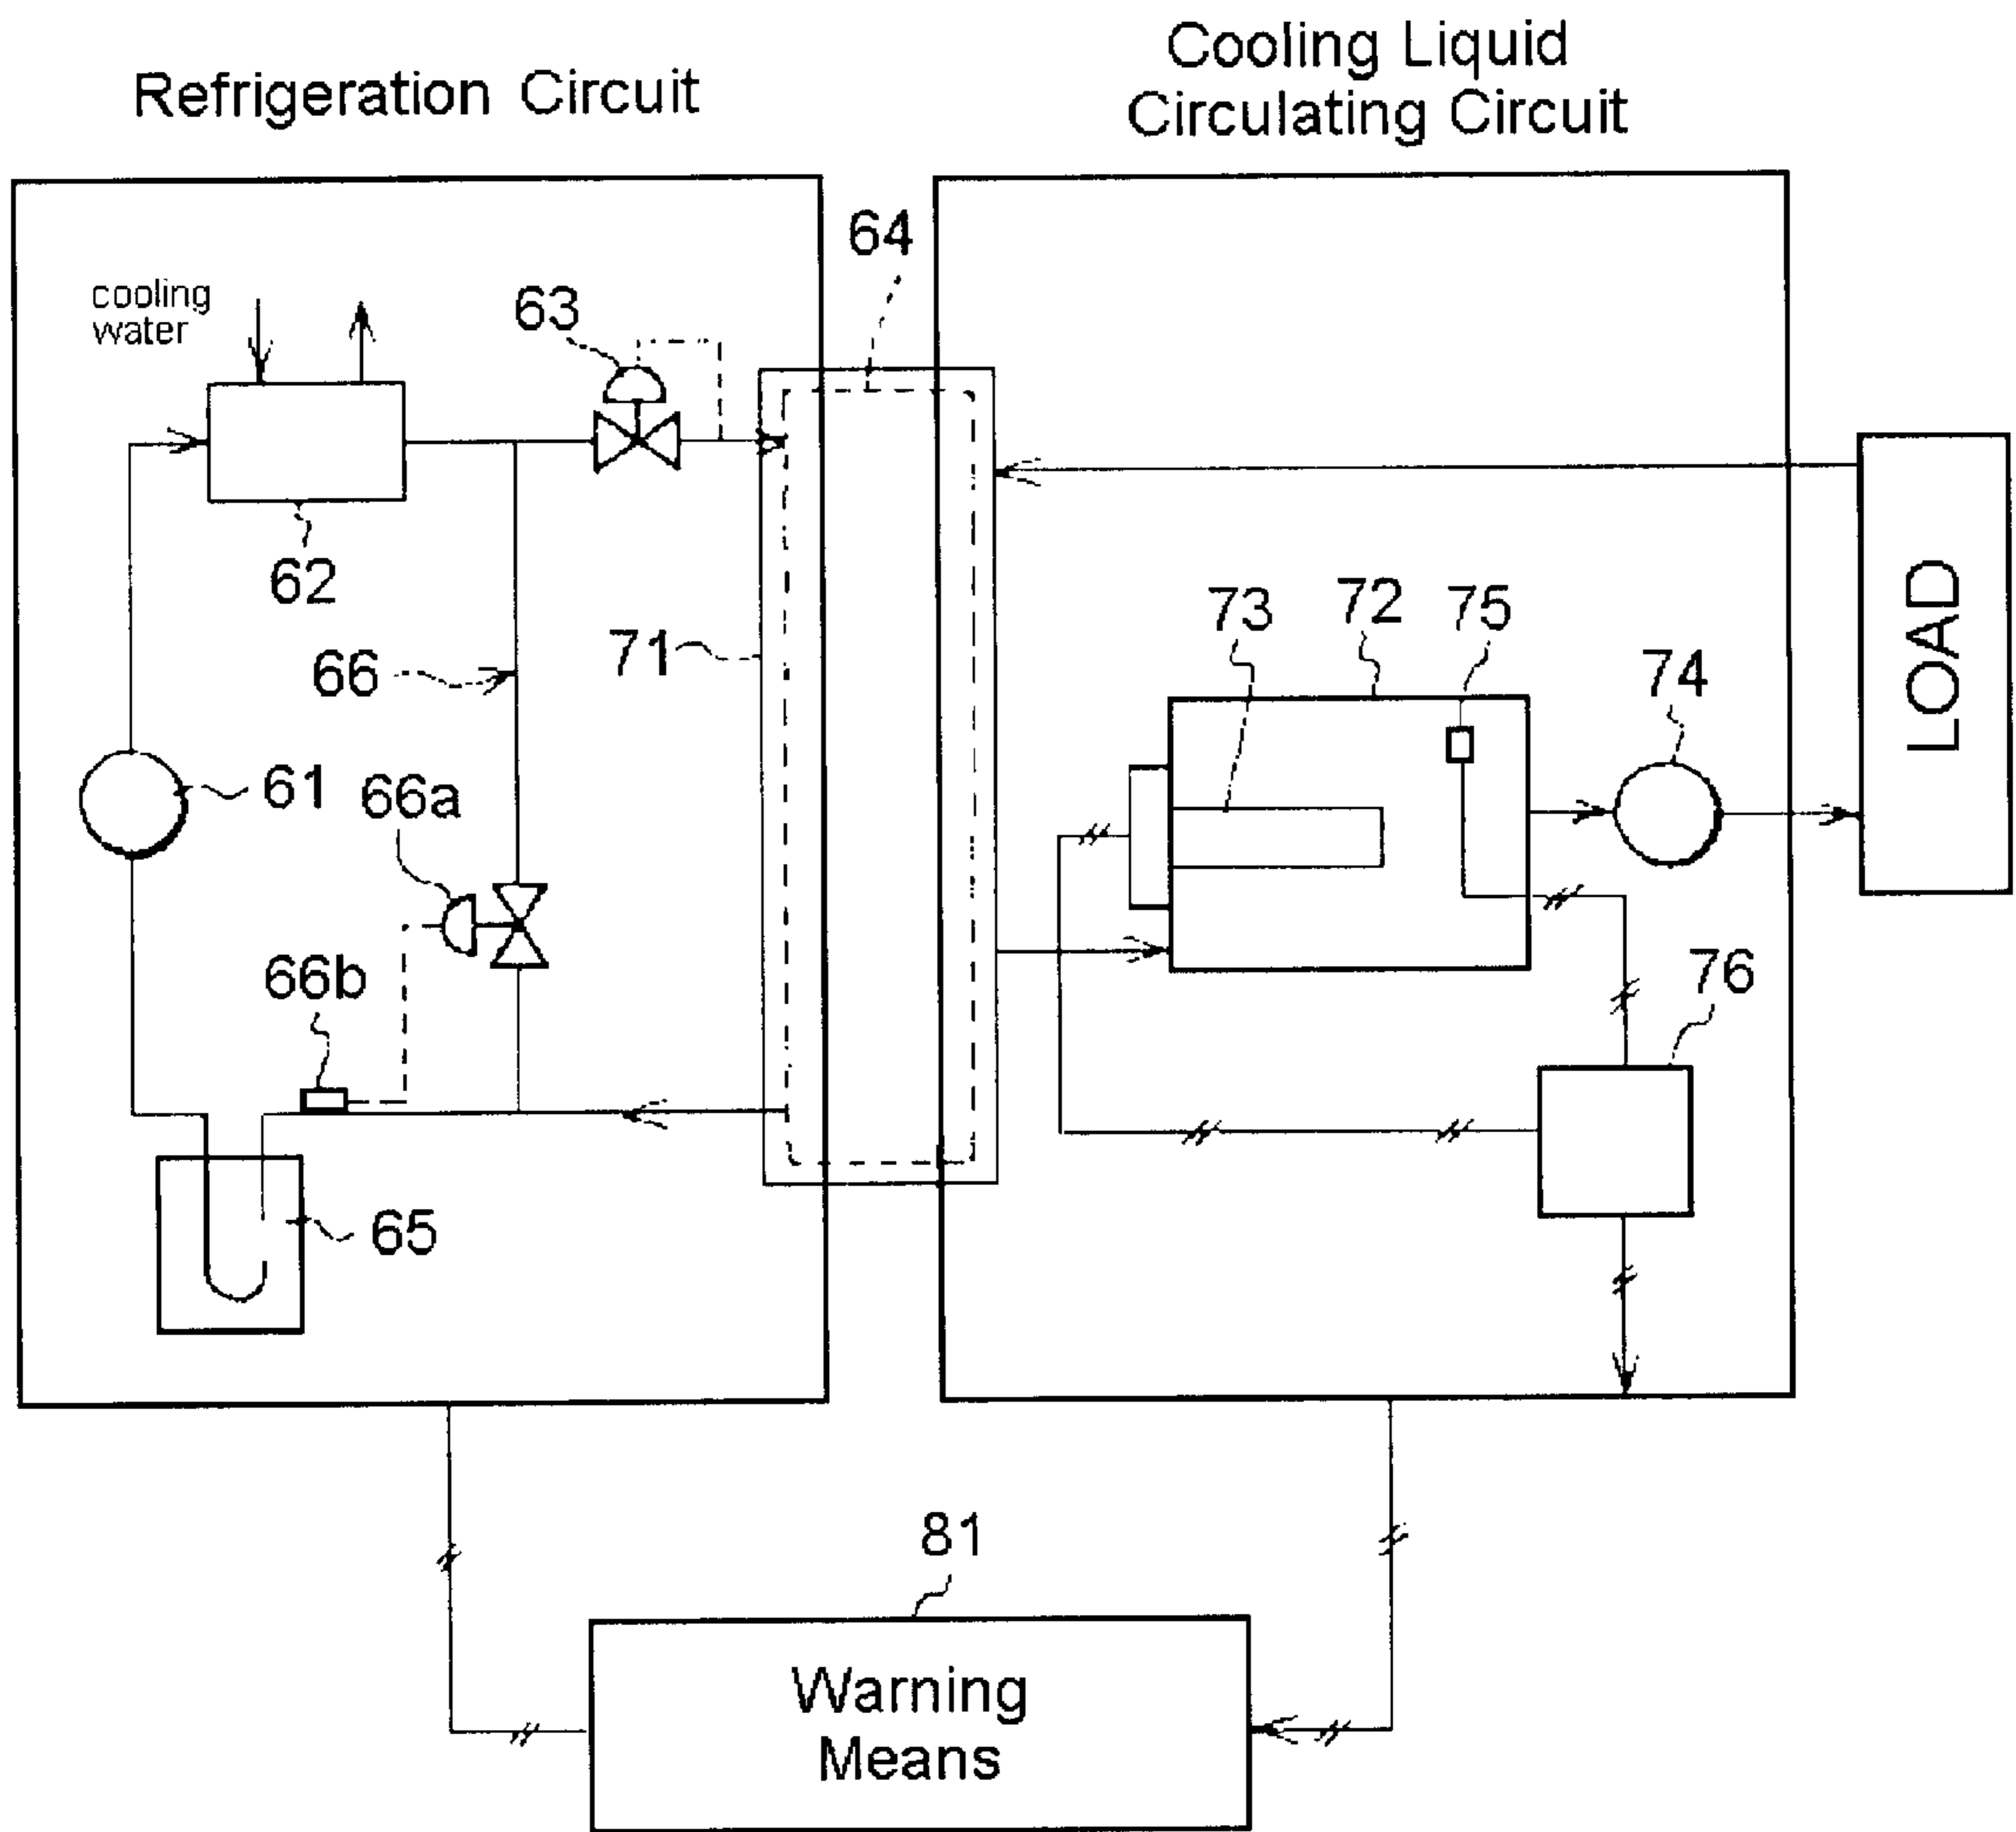 Refrigeration Circuit
Cooling Liquid
Circulating Circuit
64
cooling
water
63
62
71
66
73
72
75
74
LOAD
61
66a
66b
76
65
81
Warning
Means